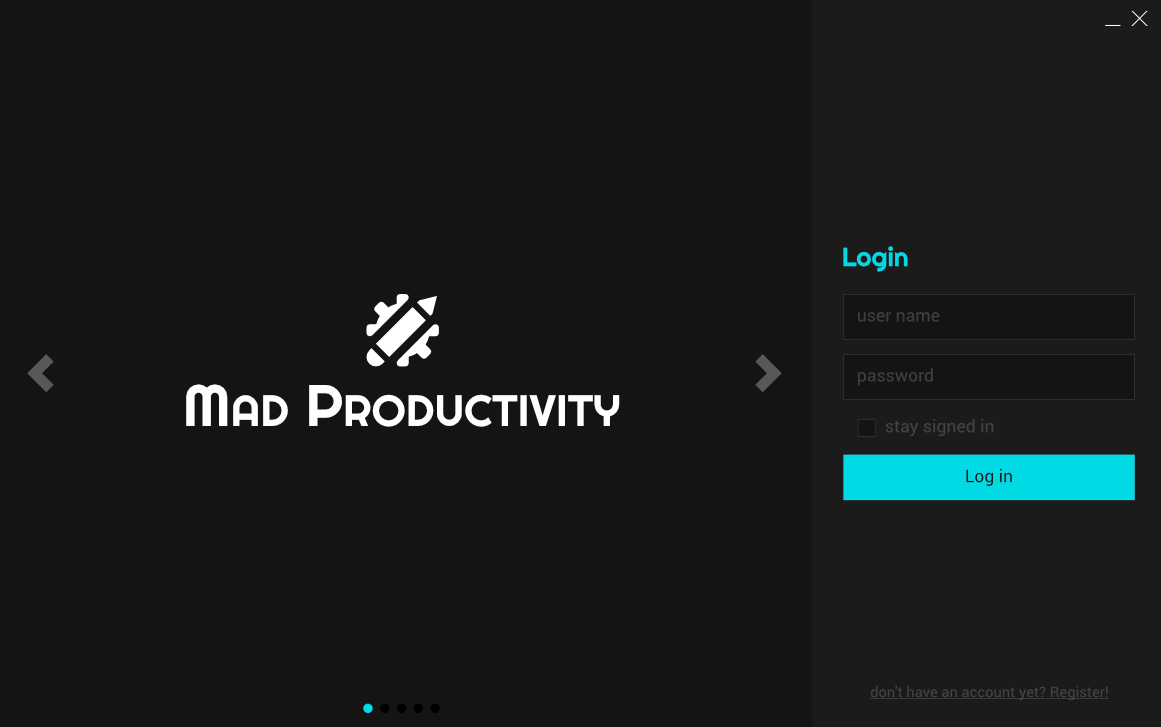 Mad Productivity
Login
user name
password
stay signed in
Log in
don't have an account yet? Register!